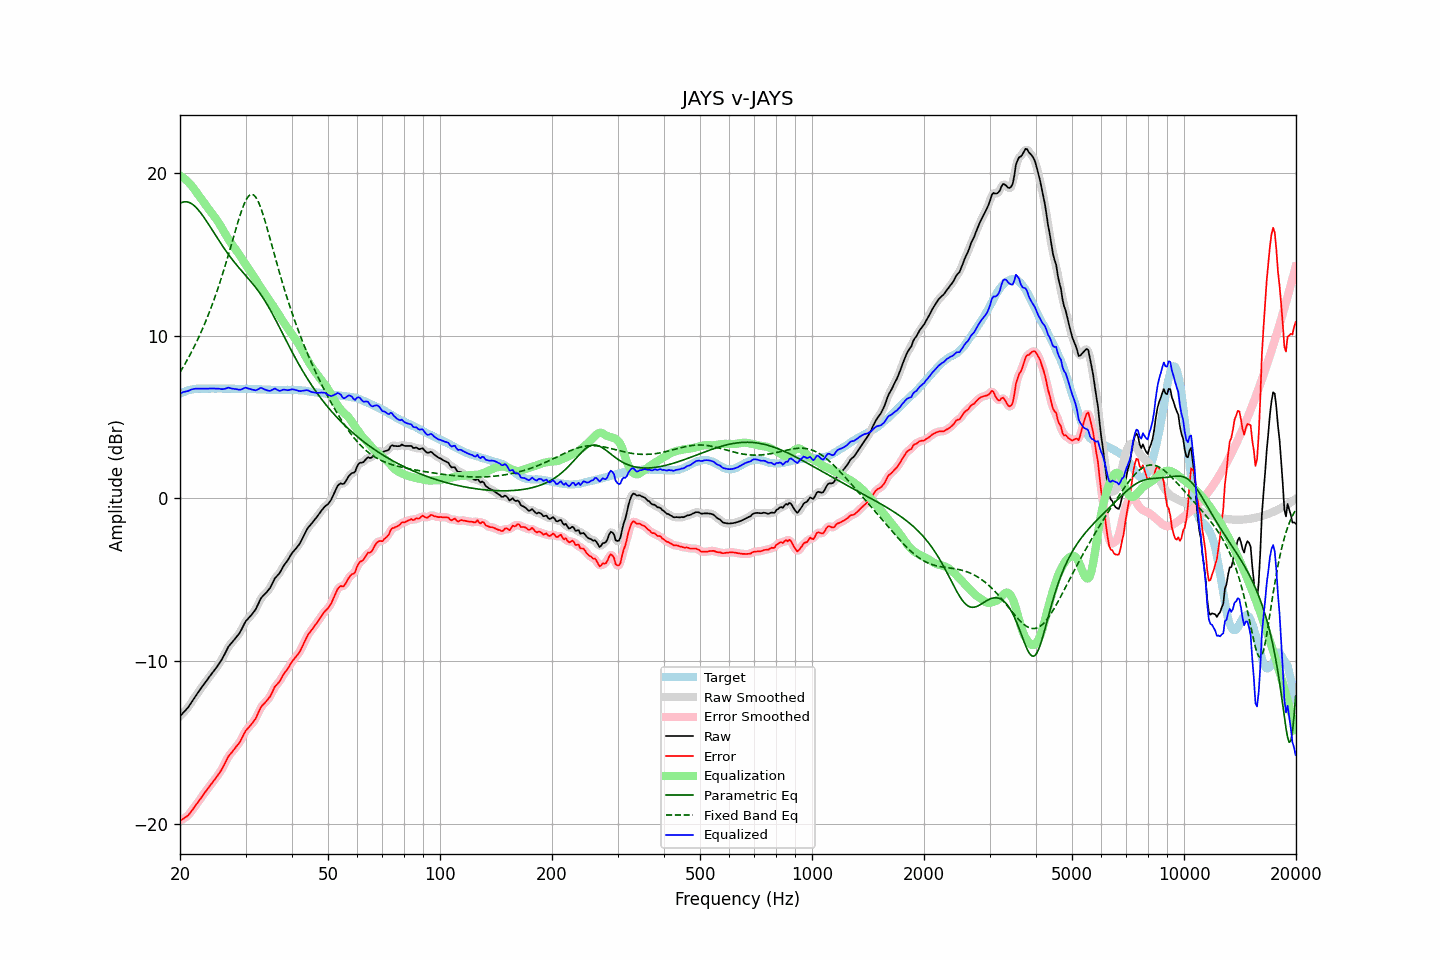 JAYS v-JAYS
Amplitude (dBr)
20
10
0
−10
−20
Target
Raw Smoothed
Error Smoothed
Raw
Error
Equalization
Parametric Eq
Fixed Band Eq
Equalized
20 50 100 200 500 1000 2000 5000 10000 20000
Frequency (Hz)